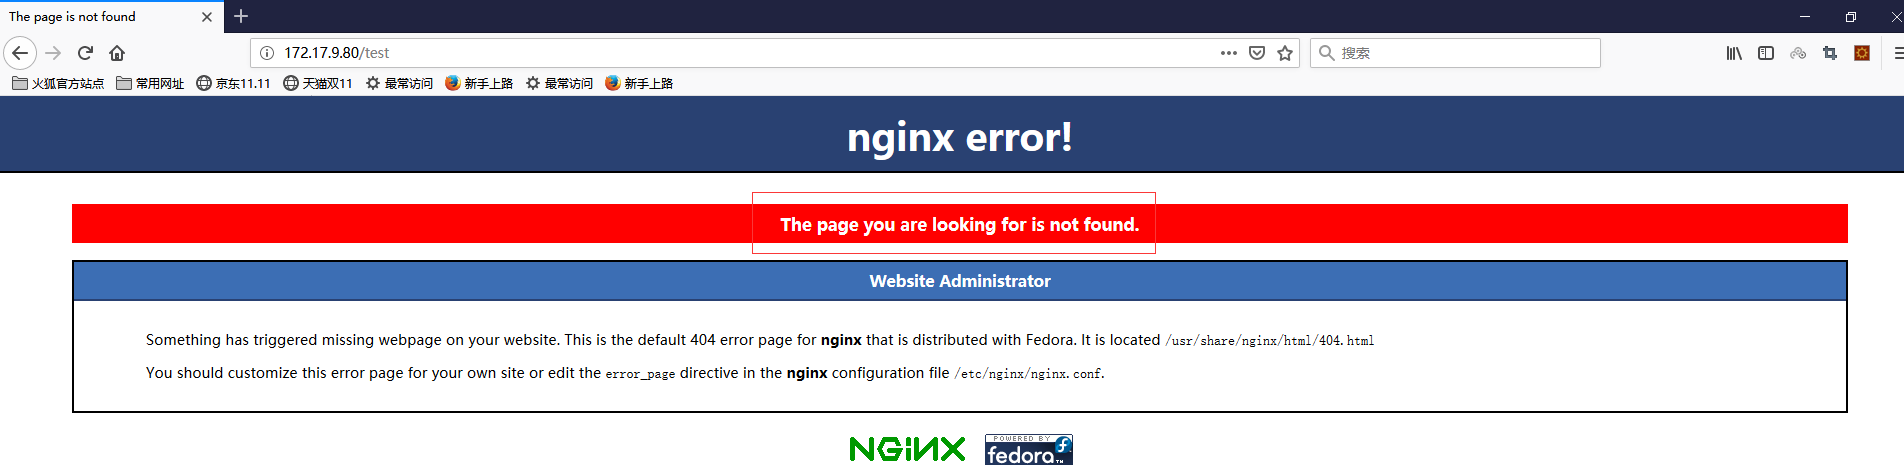 The page is not found
172.17.9.80/test
搜索
火狐官方站点 常用网址 京东11.11 天猫双11 最常访问 新手上路 最常访问 新手上路
nginx error!
The page you are looking for is not found.
Website Administrator
Something has triggered missing webpage on your website. This is the default 404 error page for nginx that is distributed with Fedora. It is located /usr/share/nginx/html/404.html
You should customize this error page for your own site or edit the error_page directive in the nginx configuration file /etc/nginx/nginx.conf.
NGINX
POWERED BY
fedora™